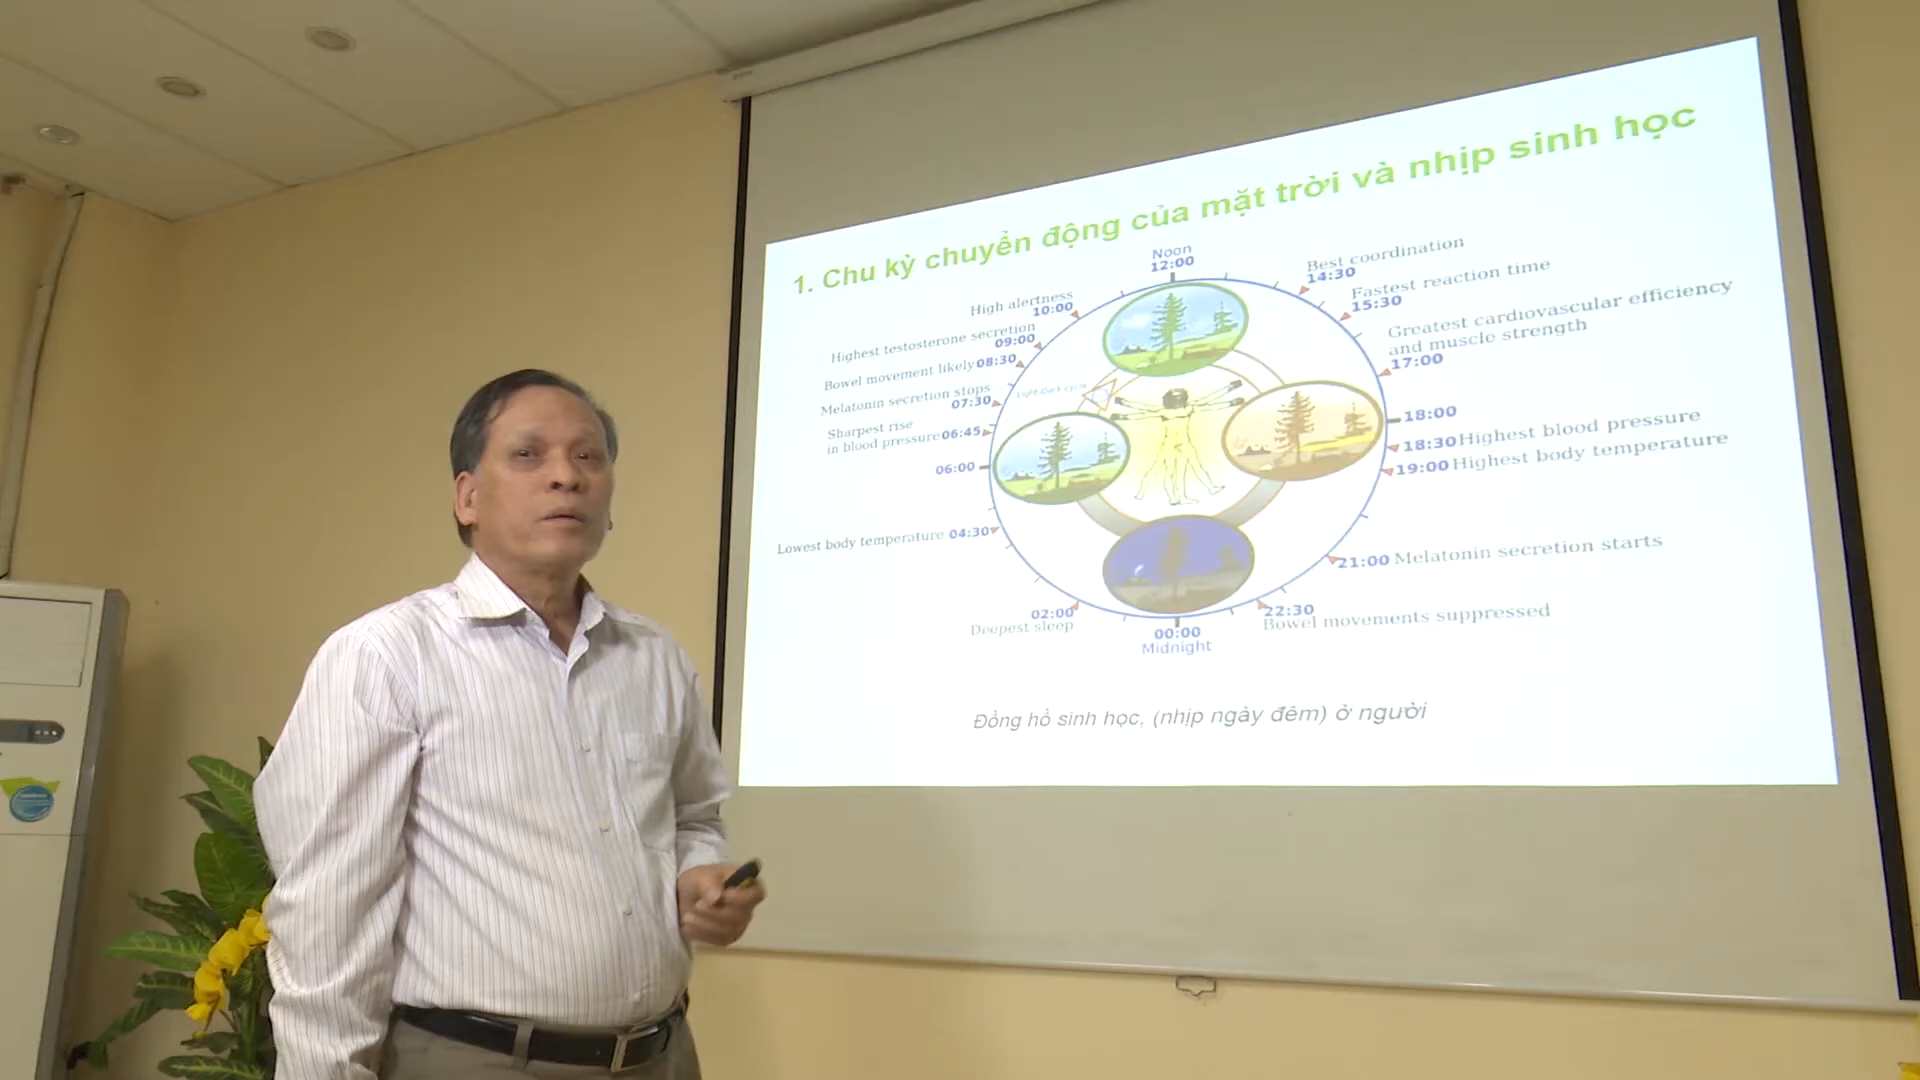 1. Chu kỳ chuyển động của mặt trời và nhịp sinh học
Noon
12:00
Best coordination
14:30
Fastest reaction time
15:30
Greatest cardiovascular efficiency
and muscle strength
17:00
18:00
18:30 Highest blood pressure
19:00 Highest body temperature
21:00 Melatonin secretion starts
22:30
Bowel movements suppressed
00:00
Midnight
02:00
Deepest sleep
Lowest body temperature 04:30
06:00
Sharpest rise
in blood pressure 06:45
Melatonin secretion stops
07:30
Bowel movement likely 08:30
Highest testosterone secretion
09:00
High alertness
10:00
Light-Dark cycle
Đồng hồ sinh học. (nhịp ngày đêm) ở người